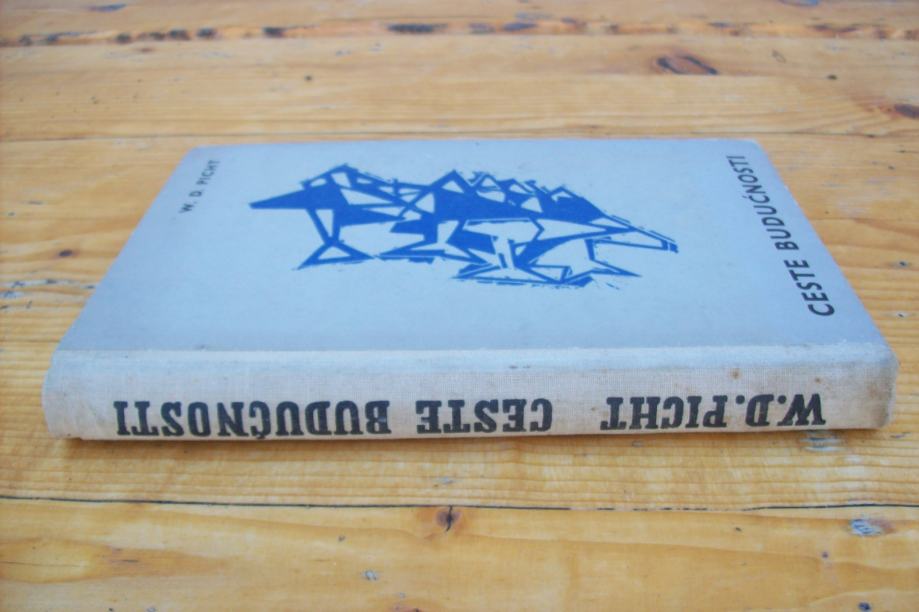 W. D. PICHT
CESTE BUDUĆNOSTI
W.D.PICHT CESTE BUDUĆNOSTI